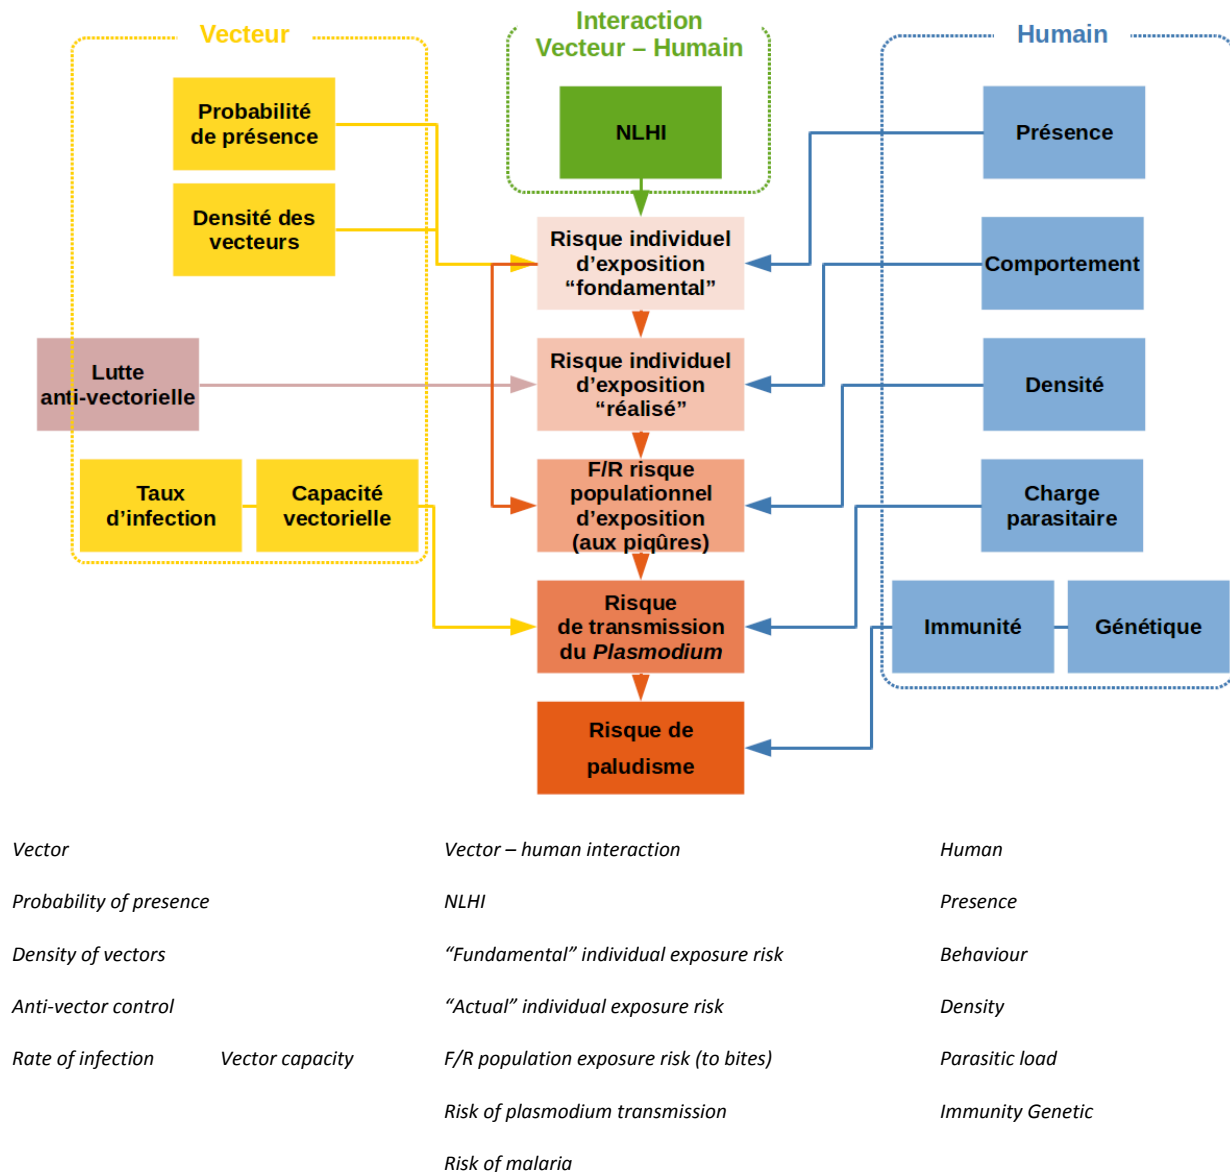 Vecteur
Interaction
Vecteur – Humain
Humain
Probabilité
de présence
NLHI
Présence
Densité des
vecteurs
Risque individuel
d’exposition
“fondamental”
Comportement
Lutte
anti-vectorielle
Risque individuel
d’exposition
“réalisé”
Densité
Taux
d’infection
Capacité
vectorielle
F/R risque
populationnel
d’exposition
(aux piqûres)
Charge
parasitaire
Risque
de transmission
du Plasmodium
Immunité
Génétique
Risque de
paludisme
Vector
Vector – human interaction
Human
Probability of presence
NLHI
Presence
Density of vectors
“Fundamental” individual exposure risk
Behaviour
Anti-vector control
“Actual” individual exposure risk
Density
Rate of infection
Vector capacity
F/R population exposure risk (to bites)
Parasitic load
Risk of plasmodium transmission
Immunity Genetic
Risk of malaria